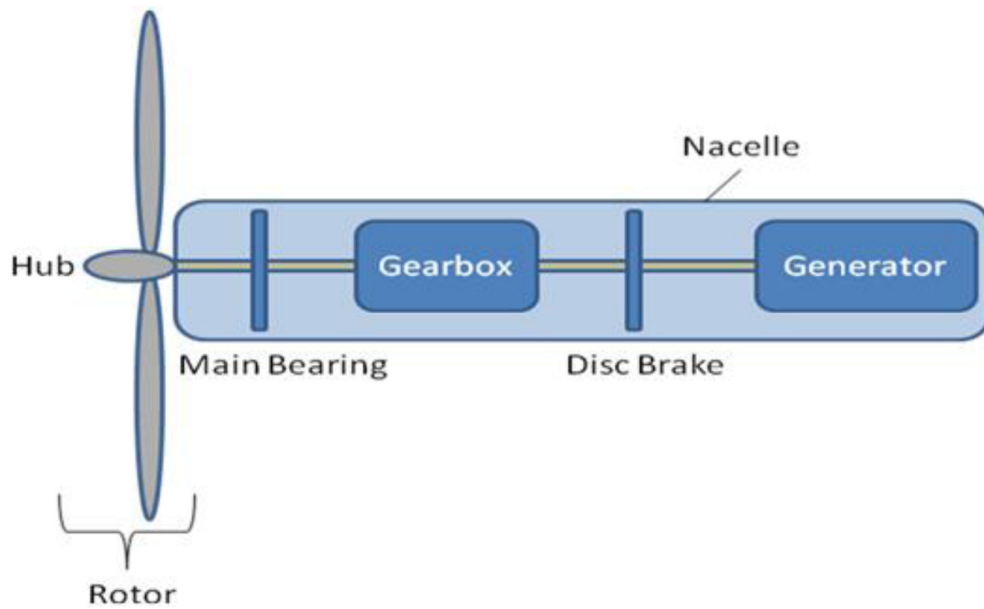 Nacelle
Hub
Gearbox
Generator
Main Bearing
Disc Brake
Rotor